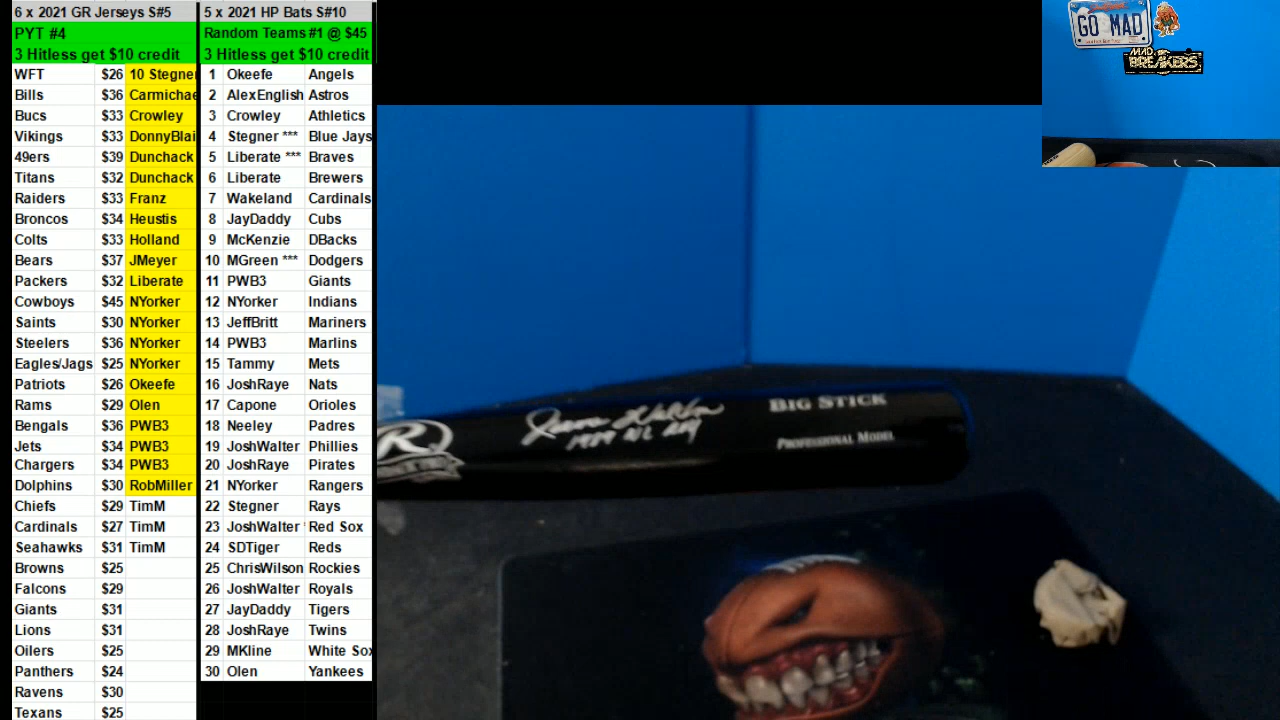 6 x 2021 GR Jerseys S#5
PYT #4
3 Hitless get $10 credit
WFT $26 10 Stegner
Bills $36 Carmichae
Bucs $33 Crowley
Vikings $33 DonnyBlai
49ers $39 Dunchack
Titans $32 Dunchack
Raiders $33 Franz
Broncos $34 Heustis
Colts $33 Holland
Bears $37 JMeyer
Packers $32 Liberate
Cowboys $45 NYorker
Saints $30 NYorker
Steelers $36 NYorker
Eagles/Jags $25 NYorker
Patriots $26 Okeefe
Rams $29 Olen
Bengals $36 PWB3
Jets $34 PWB3
Chargers $34 PWB3
Dolphins $30 RobMiller
Chiefs $29 TimM
Cardinals $27 TimM
Seahawks $31 TimM
Browns $25
Falcons $29
Giants $31
Lions $31
Oilers $25
Panthers $24
Ravens $30
Texans $25
5 x 2021 HP Bats S#10
Random Teams #1 @ $45
3 Hitless get $10 credit
1 Okeefe Angels
2 AlexEnglish Astros
3 Crowley Athletics
4 Stegner *** Blue Jays
5 Liberate *** Braves
6 Liberate Brewers
7 Wakeland Cardinals
8 JayDaddy Cubs
9 McKenzie DBacks
10 MGreen *** Dodgers
11 PWB3 Giants
12 NYorker Indians
13 JeffBritt Mariners
14 PWB3 Marlins
15 Tammy Mets
16 JoshRaye Nats
17 Capone Orioles
18 Neeley Padres
19 JoshWalter Phillies
20 JoshRaye Pirates
21 NYorker Rangers
22 Stegner Rays
23 JoshWalter Red Sox
24 SDTiger Reds
25 ChrisWilson Rockies
26 JoshWalter Royals
27 JayDaddy Tigers
28 JoshRaye Twins
29 MKline White Sox
30 Olen Yankees
GO MAD
MAD
BREAKERS
R
1989 NL ROY
BIG STICK
PROFESSIONAL MODEL